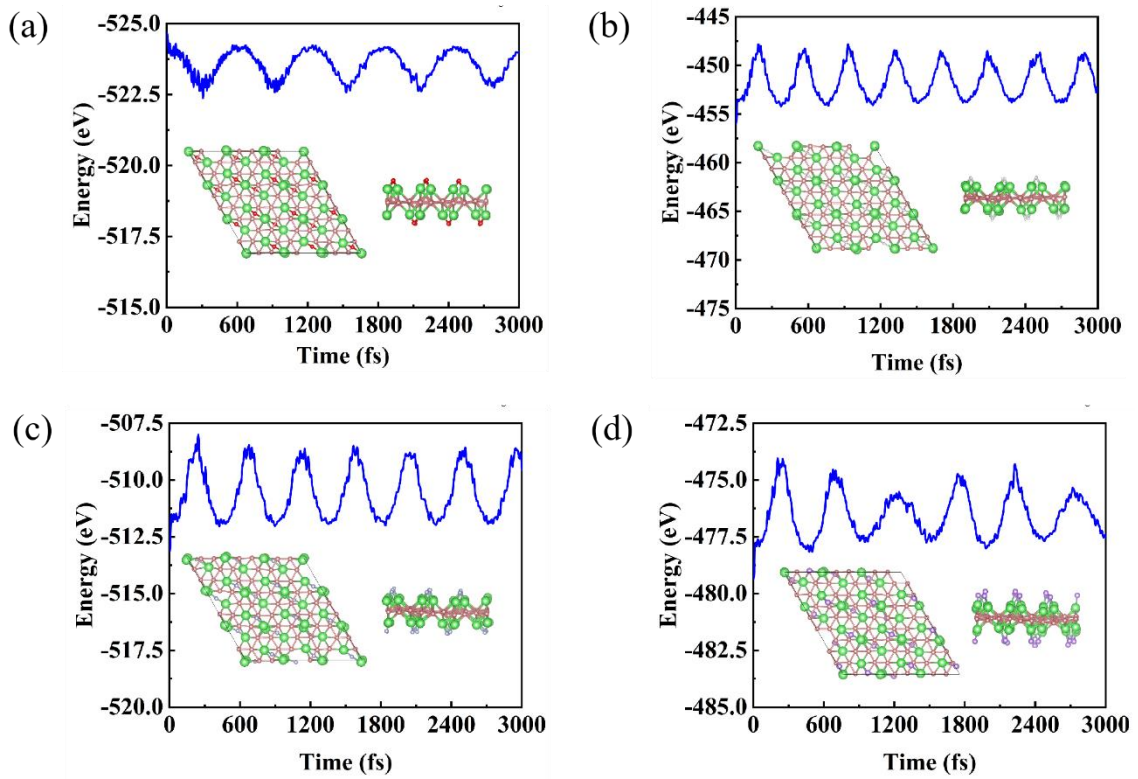 (a)
-525.0
-522.5
-520.0
-517.5
-515.0
Energy (eV)
0 600 1200 1800 2400 3000
Time (fs)
(b)
-445
-450
-455
-460
-465
-470
-475
Energy (eV)
0 600 1200 1800 2400 3000
Time (fs)
(c)
-507.5
-510.0
-512.5
-515.0
-517.5
-520.0
Energy (eV)
0 600 1200 1800 2400 3000
Time (fs)
(d)
-472.5
-475.0
-477.5
-480.0
-482.5
-485.0
Energy (eV)
0 600 1200 1800 2400 3000
Time (fs)